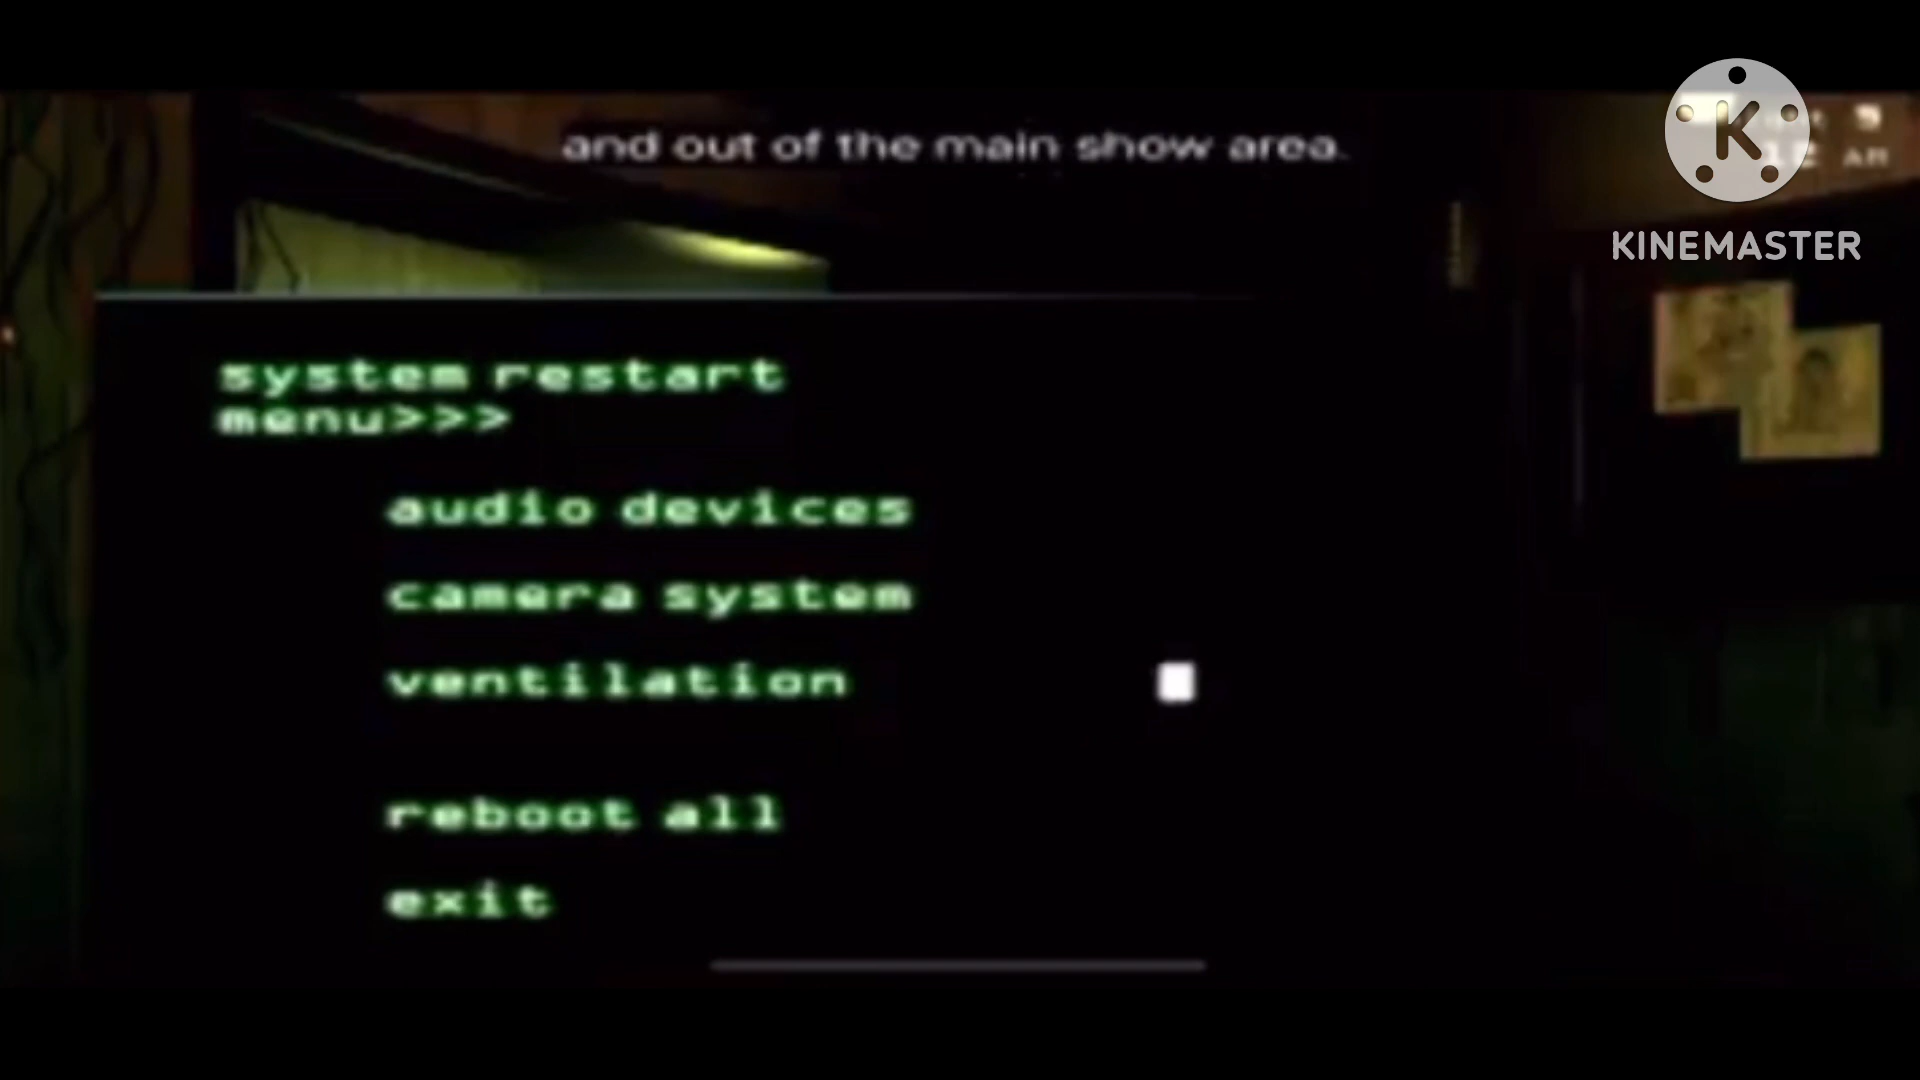 and out of the main show area.
AM
K
KINEMASTER
system restart
menu>>>
audio devices
camera system
ventilation
reboot all
exit